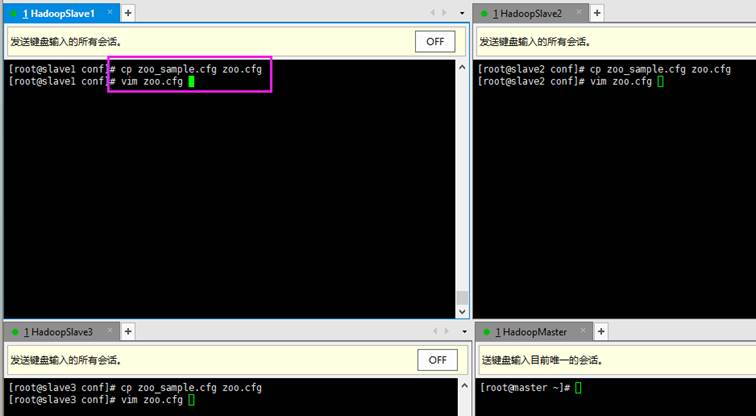 1 HadoopSlave1
发送键盘输入的所有会话。 OFF
[root@slave1 conf]# cp zoo_sample.cfg zoo.cfg
[root@slave1 conf]# vim zoo.cfg
1 HadoopSlave2
发送键盘输入的所有会话。
[root@slave2 conf]# cp zoo_sample.cfg zoo.cfg
[root@slave2 conf]# vim zoo.cfg
1 HadoopSlave3
发送键盘输入的所有会话。 OFF
[root@slave3 conf]# cp zoo_sample.cfg zoo.cfg
[root@slave3 conf]# vim zoo.cfg
1 HadoopMaster
送键盘输入目前唯一的会话。
[root@master ~]#